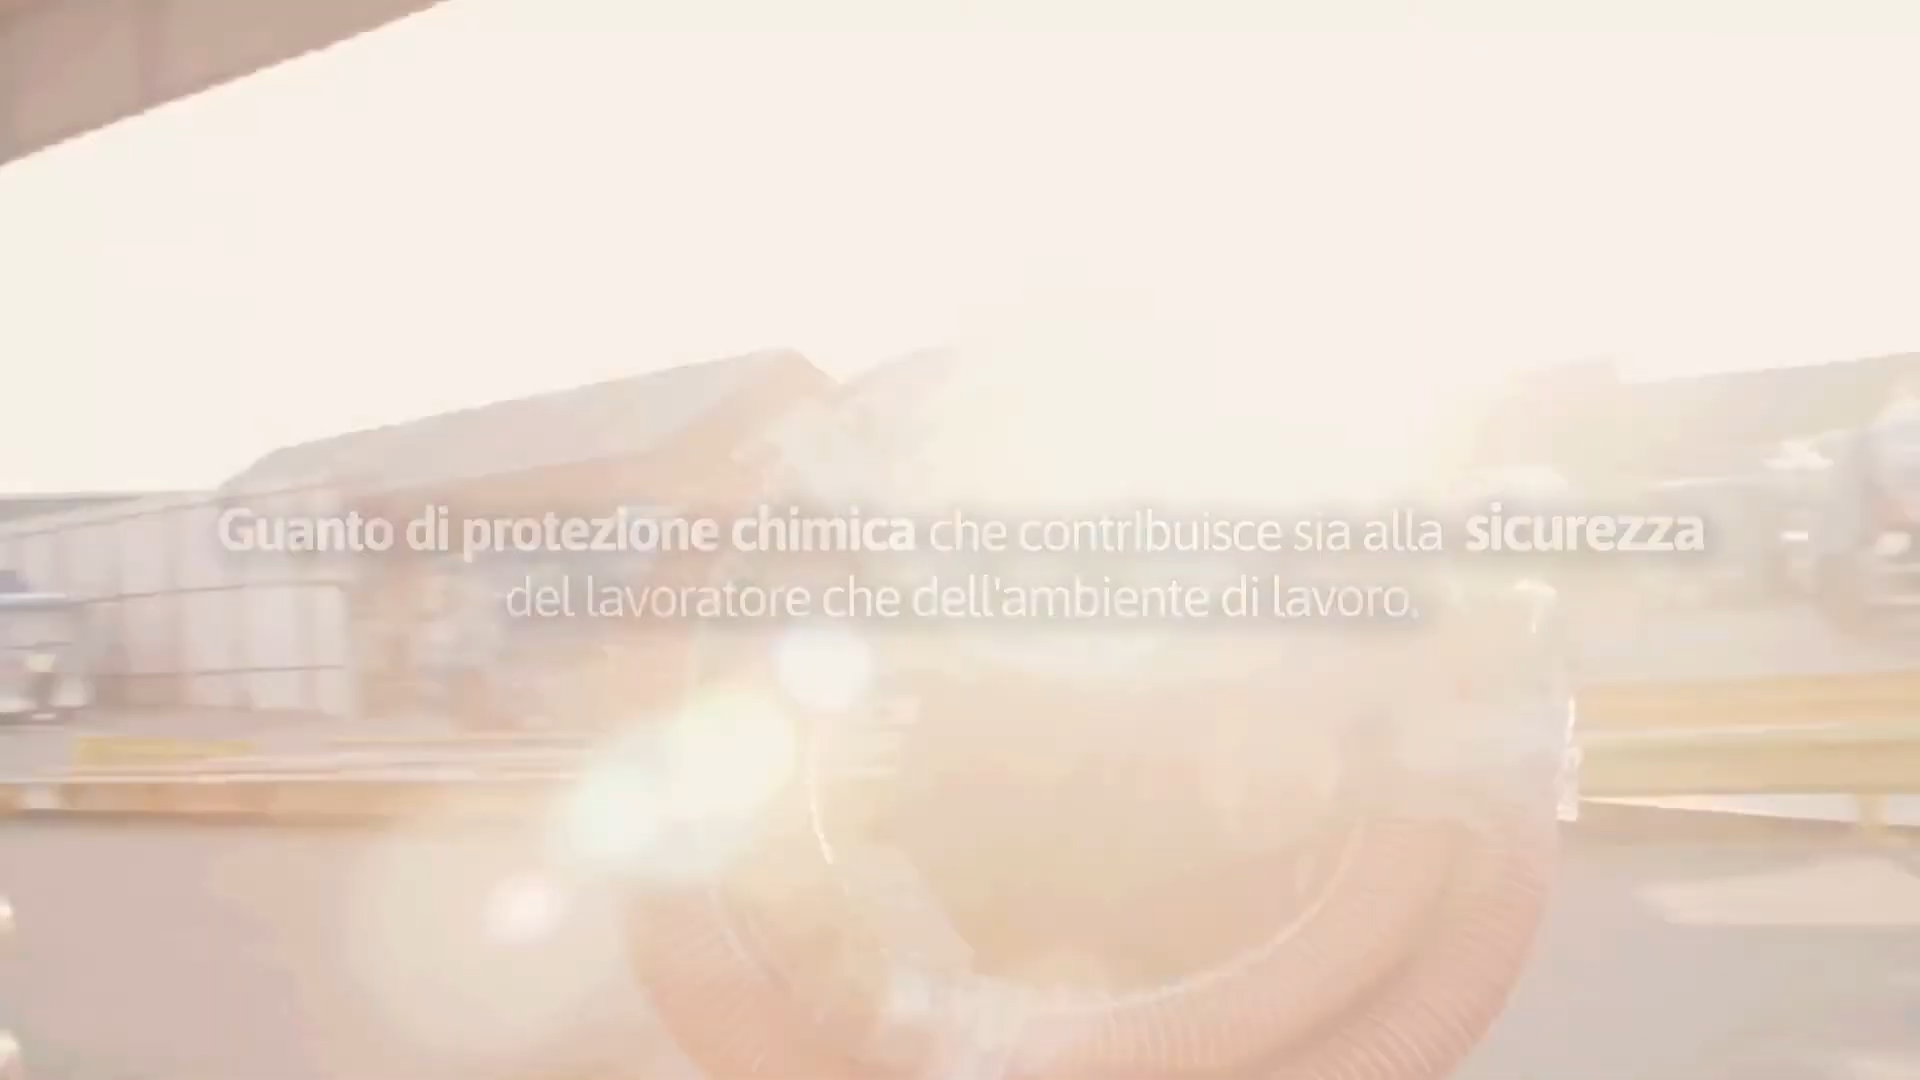 Guanto di protezione chimica che contribuisce sia alla sicurezza
del lavoratore che dell'ambiente di lavoro.